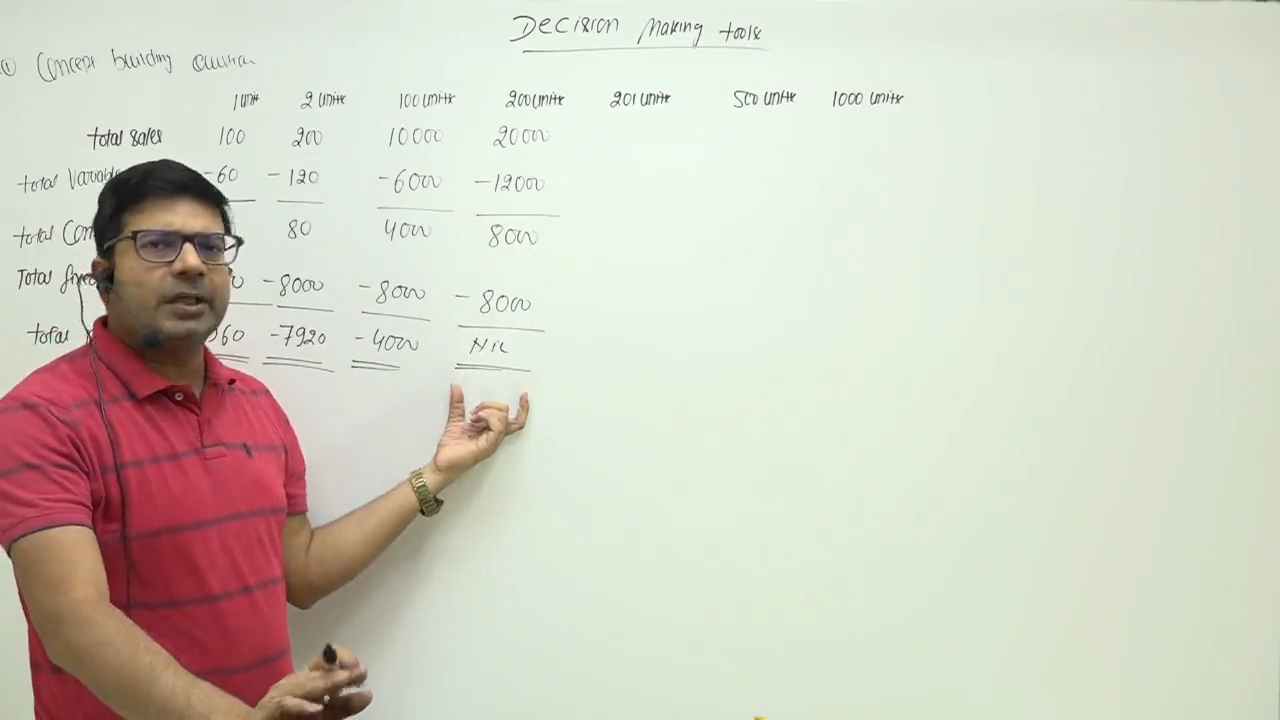 Decision Making tools
① Concept building
1 unit 2 units 100 units 200 units 201 units 500 units 1000 units
total sales 100 200 10000 20000
total Variable -60 -120 -6000 -12000
total 80 4000 8000
Total -8000 -8000 -8000
total -7920 -4000 Nil